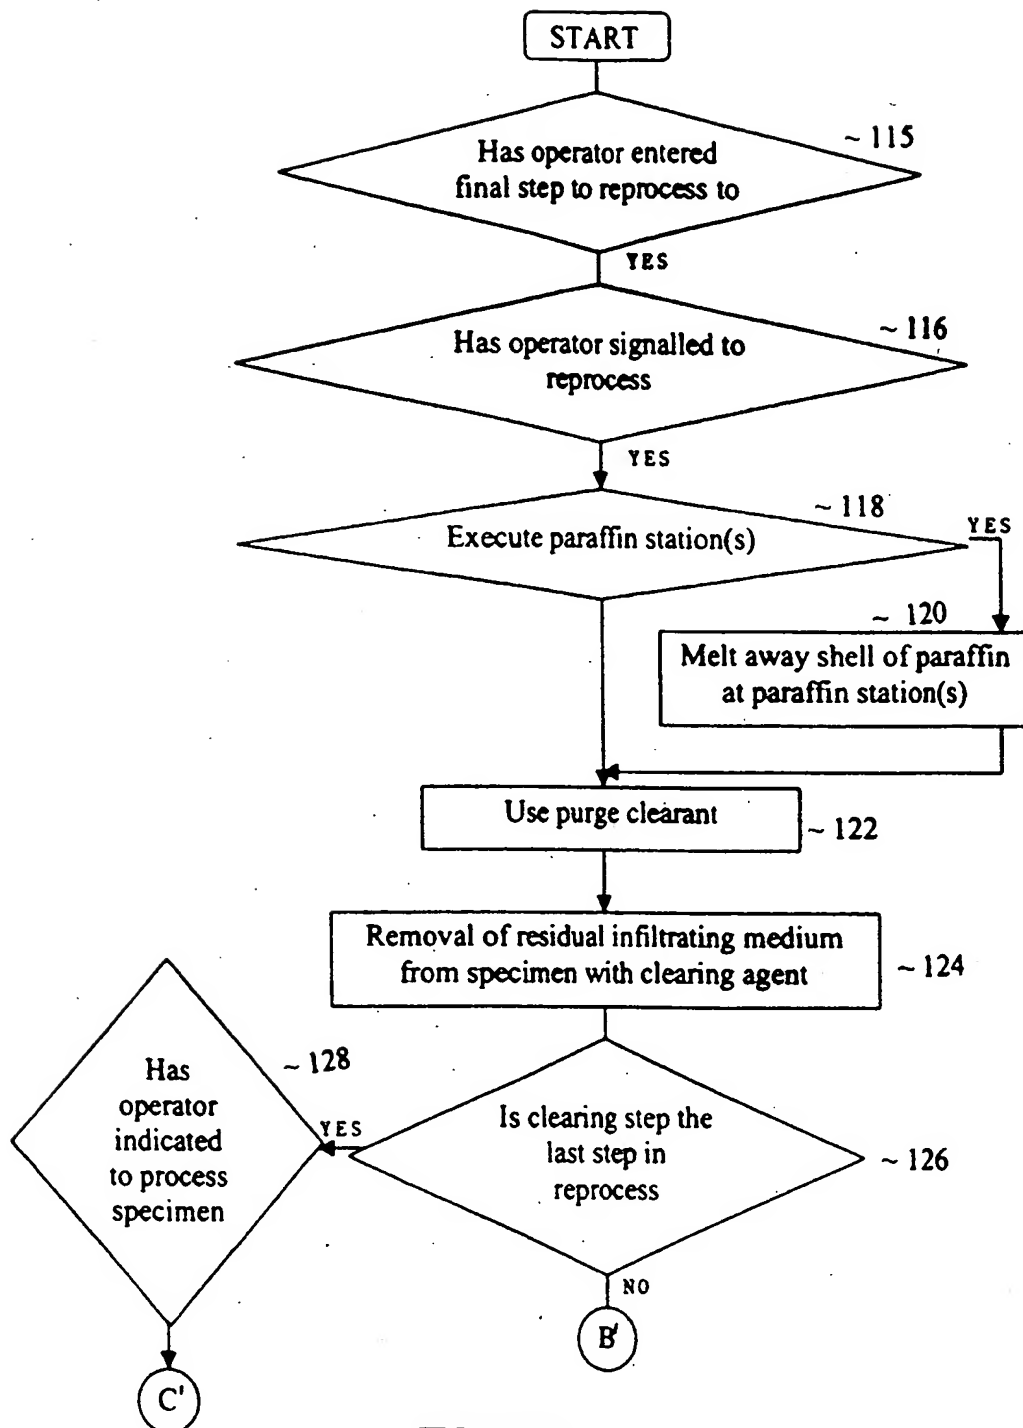 START
Has operator entered
final step to reprocess to
~ 115
YES
Has operator signalled to
reprocess
~ 116
YES
Execute paraffin station(s)
~ 118
YES
~ 120
Melt away shell of paraffin
at paraffin station(s)
Use purge clearant
~ 122
Removal of residual infiltrating medium
from specimen with clearing agent
~ 124
Has
operator
indicated
to process
specimen
~ 128
YES
Is clearing step the
last step in
reprocess
~ 126
NO
B'
C'